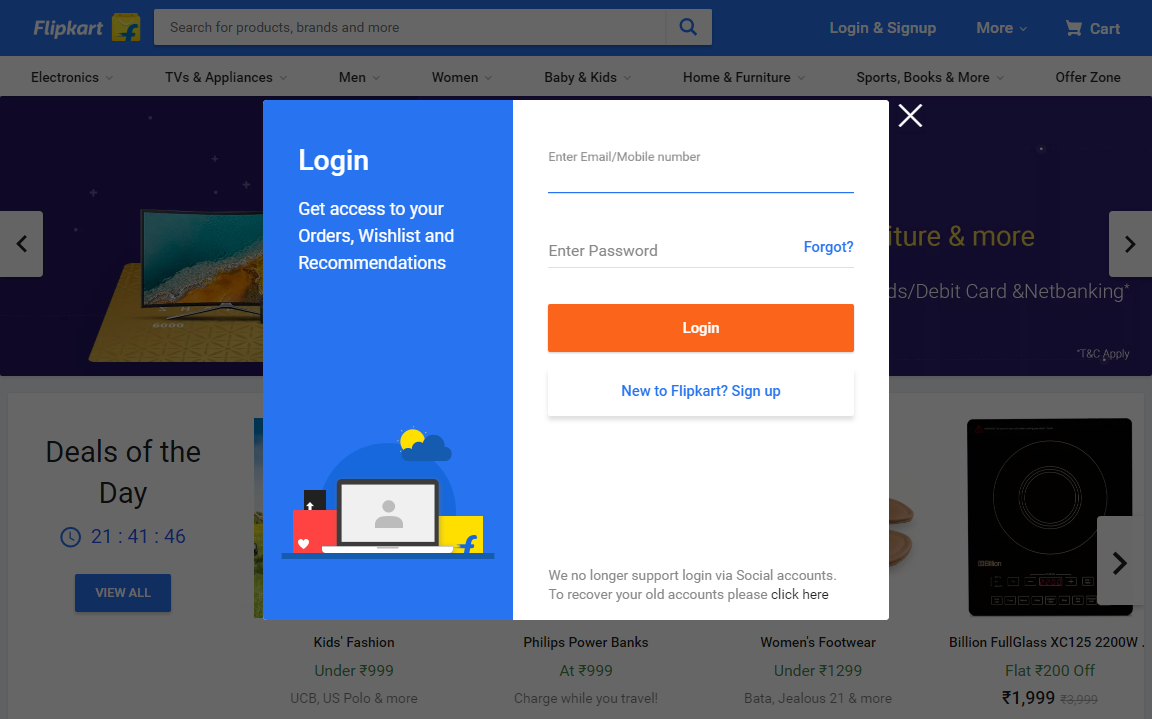 Flipkart
Search for products, brands and more
Login & Signup
More
Cart
Electronics
TVs & Appliances
Men
Women
Baby & Kids
Home & Furniture
Sports, Books & More
Offer Zone
Login
Get access to your
Orders, Wishlist and
Recommendations
Enter Email/Mobile number
Enter Password
Forgot?
Login
New to Flipkart? Sign up
We no longer support login via Social accounts.
To recover your old accounts please click here
& more
Card &Netbanking*
*T&C Apply
Deals of the
Day
21 : 41 : 46
VIEW ALL
Kids' Fashion
Under ₹999
UCB, US Polo & more
Philips Power Banks
At ₹999
Charge while you travel!
Women's Footwear
Under ₹1299
Bata, Jealous 21 & more
Billion
Billion FullGlass XC125 2200W .
Flat ₹200 Off
₹1,999 ₹3,999